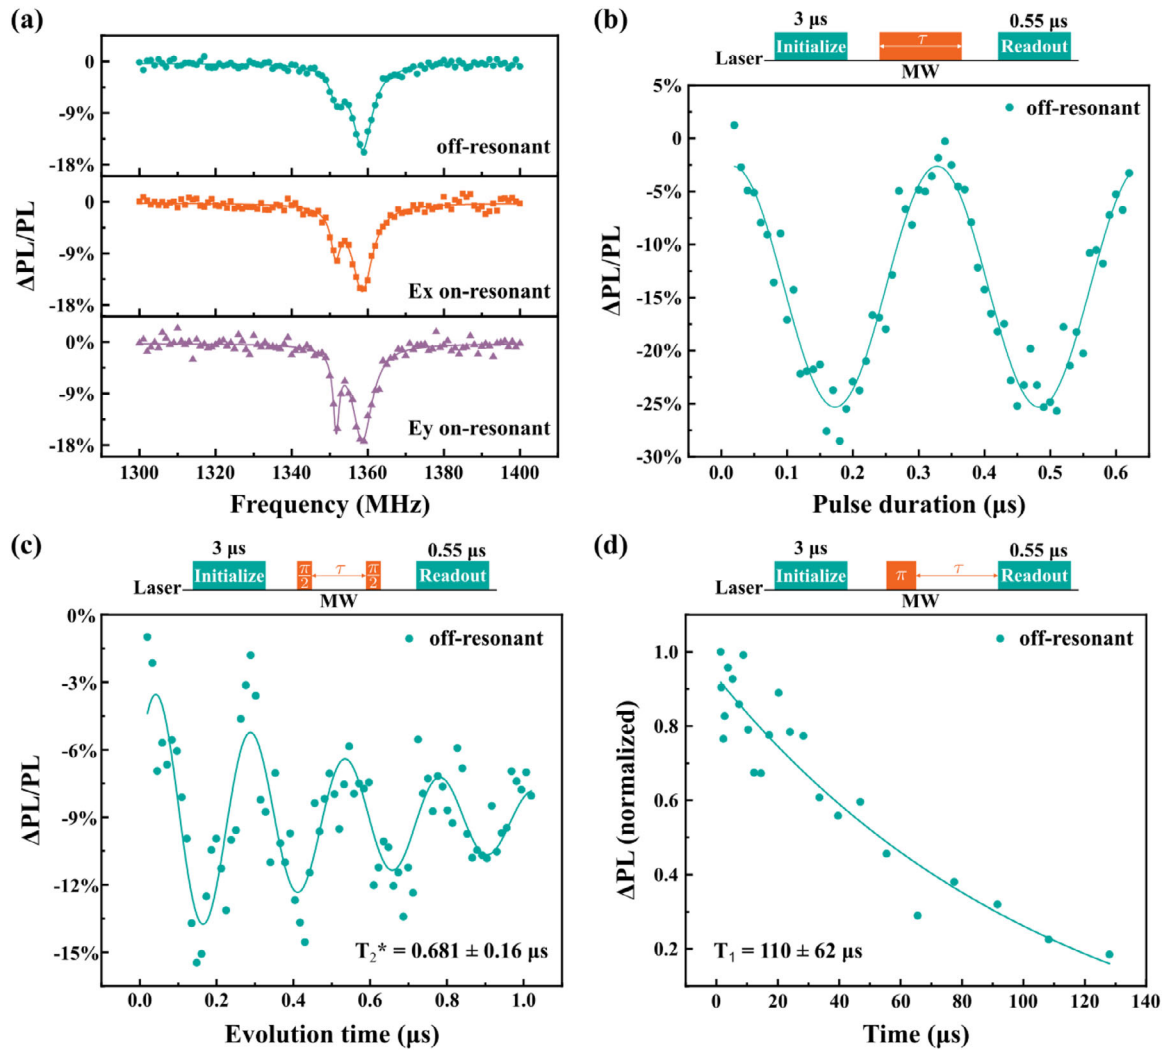 (a)
0
-9%
-18%
off-resonant
0
-9%
-18%
Ex on-resonant
0%
-9%
-18%
Ey on-resonant
ΔPL/PL
1300 1320 1340 1360 1380 1400
Frequency (MHz)
(b)
3 μs 0.55 μs
Laser Initialize τ Readout
MW
off-resonant
5%
0
-5%
-10%
-15%
-20%
-25%
-30%
ΔPL/PL
0.0 0.1 0.2 0.3 0.4 0.5 0.6
Pulse duration (μs)
(c)
3 μs 0.55 μs
Laser Initialize π/2 τ π/2 Readout
MW
off-resonant
0%
-3%
-6%
-9%
-12%
-15%
ΔPL/PL
T₂* = 0.681 ± 0.16 μs
0.0 0.2 0.4 0.6 0.8 1.0
Evolution time (μs)
(d)
3 μs 0.55 μs
Laser Initialize π τ Readout
MW
off-resonant
1.0
0.8
0.6
0.4
0.2
ΔPL (normalized)
T₁ = 110 ± 62 μs
0 20 40 60 80 100 120 140
Time (μs)